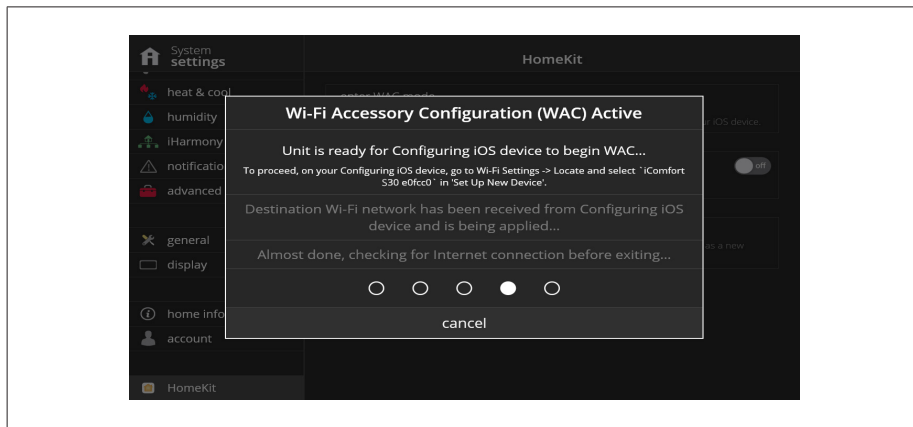 System
settings
HomeKit
heat & cool
enter WAC mode
humidity
r iOS device.
iHarmony
notificatio
off
advanced
general
as a new
display
home info
account
HomeKit
Wi-Fi Accessory Configuration (WAC) Active
Unit is ready for Configuring iOS device to begin WAC...
To proceed, on your Configuring iOS device, go to Wi-Fi Settings -> Locate and select `iComfort
S30 e0fcc0` in 'Set Up New Device'.
Destination Wi-Fi network has been received from Configuring iOS
device and is being applied...
Almost done, checking for Internet connection before exiting...
cancel